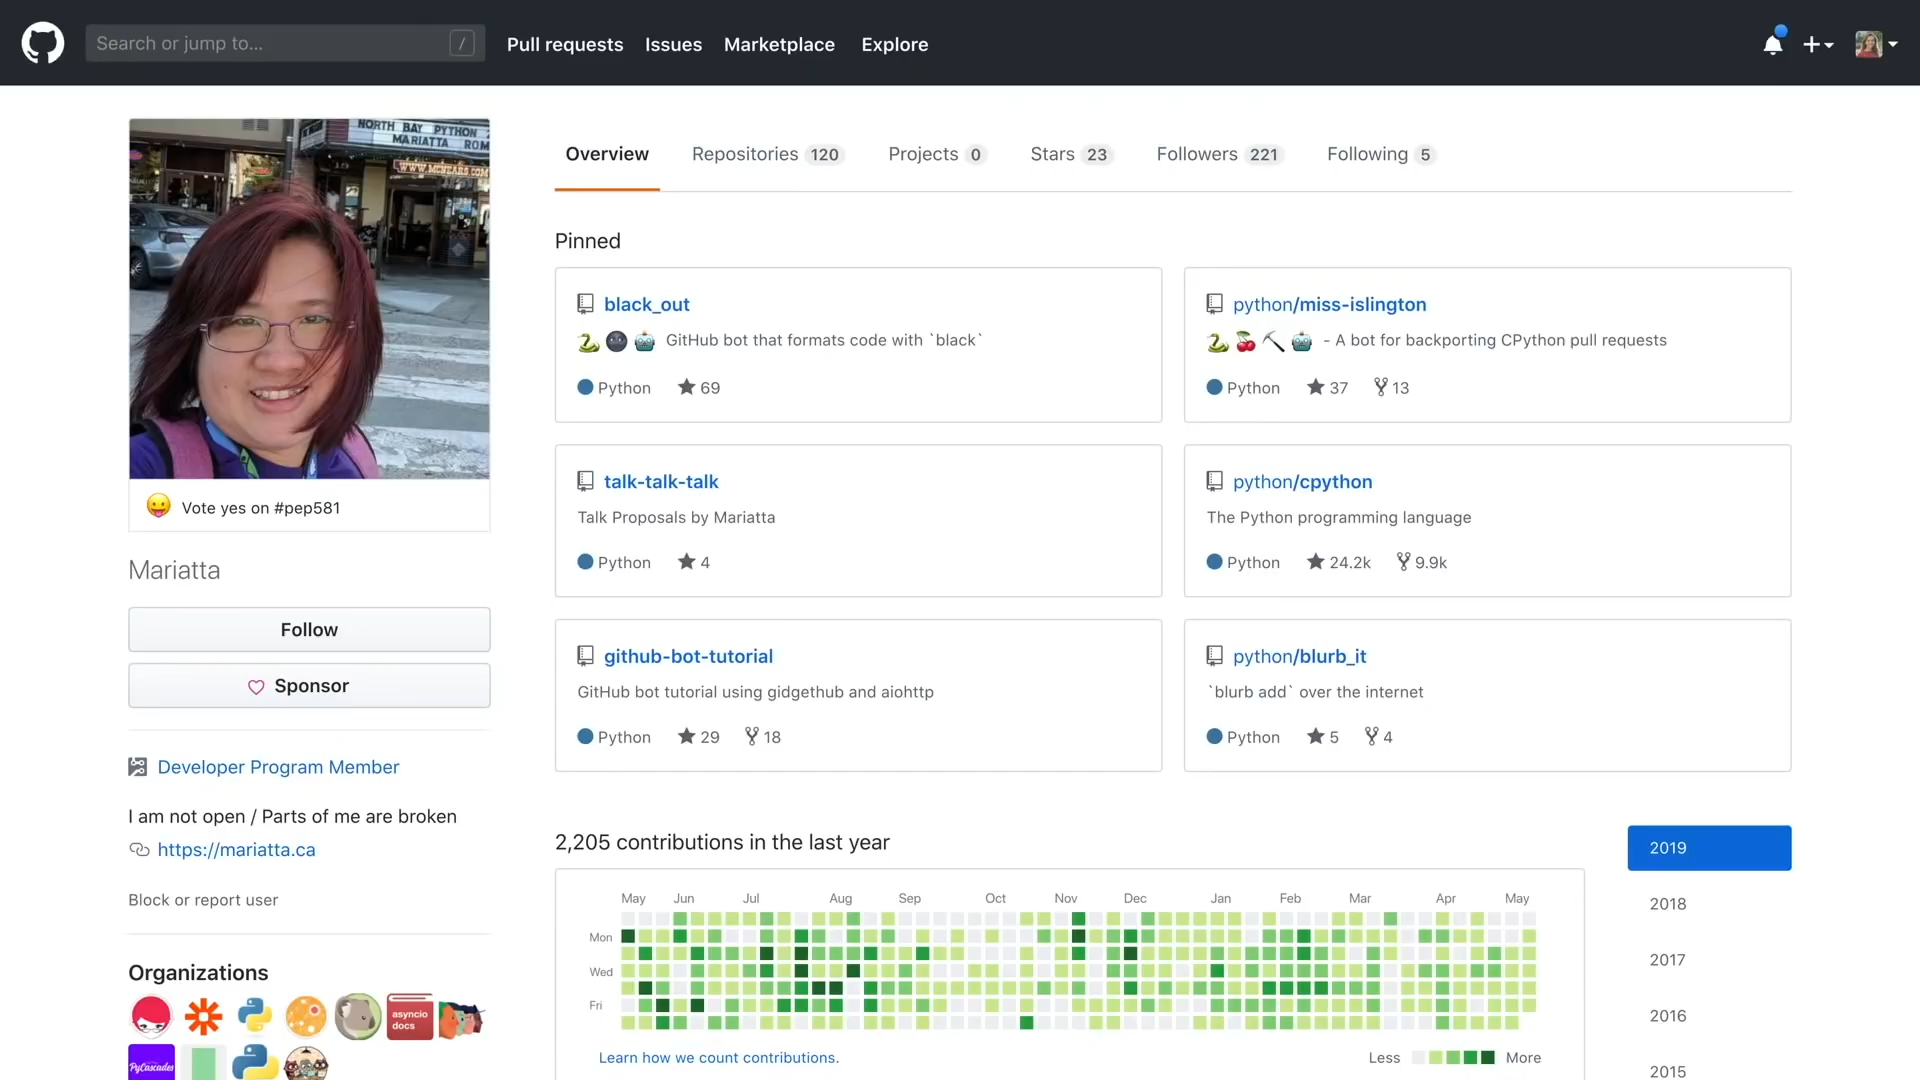 Search or jump to... /
Pull requests
Issues
Marketplace
Explore
NORTH BAY PYTHON
MARIATTA ROM
WWW.MCNEARS.COM
Vote yes on #pep581
Mariatta
Follow
Sponsor
Developer Program Member
I am not open / Parts of me are broken
https://mariatta.ca
Block or report user
Organizations
asyncio
docs
PyCascades
Overview
Repositories 120
Projects 0
Stars 23
Followers 221
Following 5
Pinned
black_out
GitHub bot that formats code with `black`
Python 69
python/miss-islington
- A bot for backporting CPython pull requests
Python 37 13
talk-talk-talk
Talk Proposals by Mariatta
Python 4
python/cpython
The Python programming language
Python 24.2k 9.9k
github-bot-tutorial
GitHub bot tutorial using gidgethub and aiohttp
Python 29 18
python/blurb_it
`blurb add` over the internet
Python 5 4
2,205 contributions in the last year
May Jun Jul Aug Sep Oct Nov Dec Jan Feb Mar Apr May
Mon
Wed
Fri
Learn how we count contributions.
Less More
2019
2018
2017
2016
2015